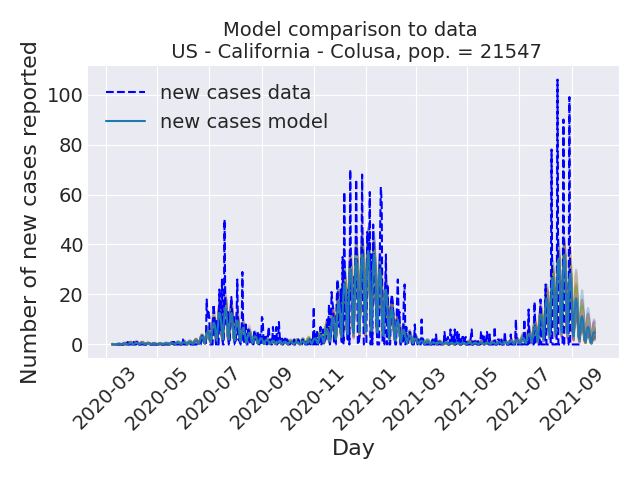 Model comparison to data
US - California - Colusa, pop. = 21547
Number of new cases reported
100
80
60
40
20
0
new cases data
new cases model
2020-03
2020-05
2020-07
2020-09
2020-11
2021-01
2021-03
2021-05
2021-07
2021-09
Day